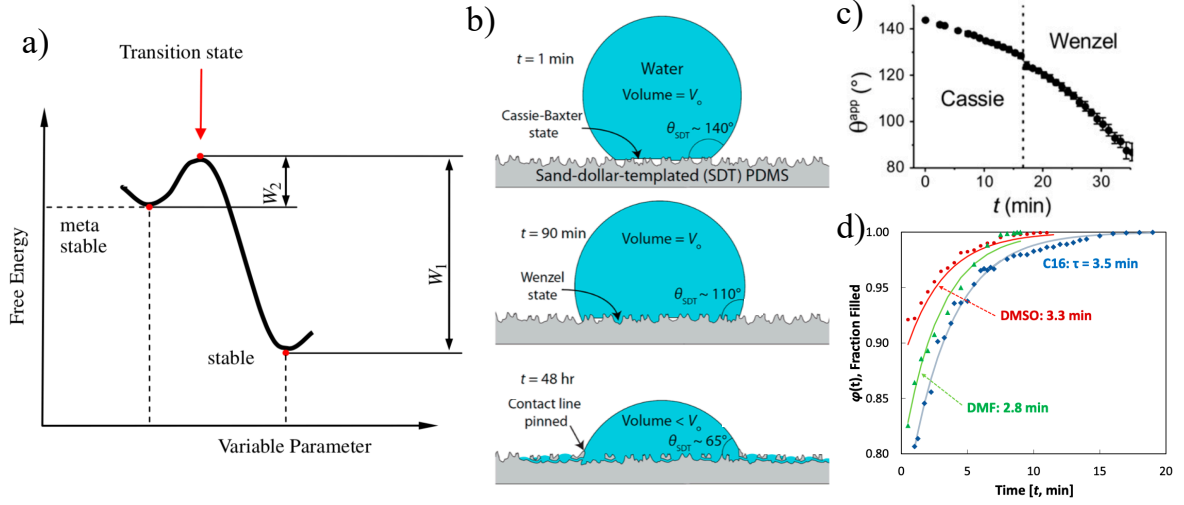 a)
Transition state
Free Energy
meta
stable
stable
W₂
W₁
Variable Parameter
b)
t = 1 min
Water
Volume = Vₒ
Cassie-Baxter
state
θSDT ~ 140°
Sand-dollar-templated (SDT) PDMS
t = 90 min
Volume = Vₒ
Wenzel
state
θSDT ~ 110°
t = 48 hr
Contact line
pinned
Volume < Vₒ
θSDT ~ 65°
c)
θᵃᵖᵖ (°)
140
120
100
80
Cassie
Wenzel
0
10
20
30
t (min)
d)
φ(t), Fraction Filled
1.00
0.95
0.90
0.85
0.80
C16: τ = 3.5 min
DMSO: 3.3 min
DMF: 2.8 min
0
5
10
15
20
Time [t, min]